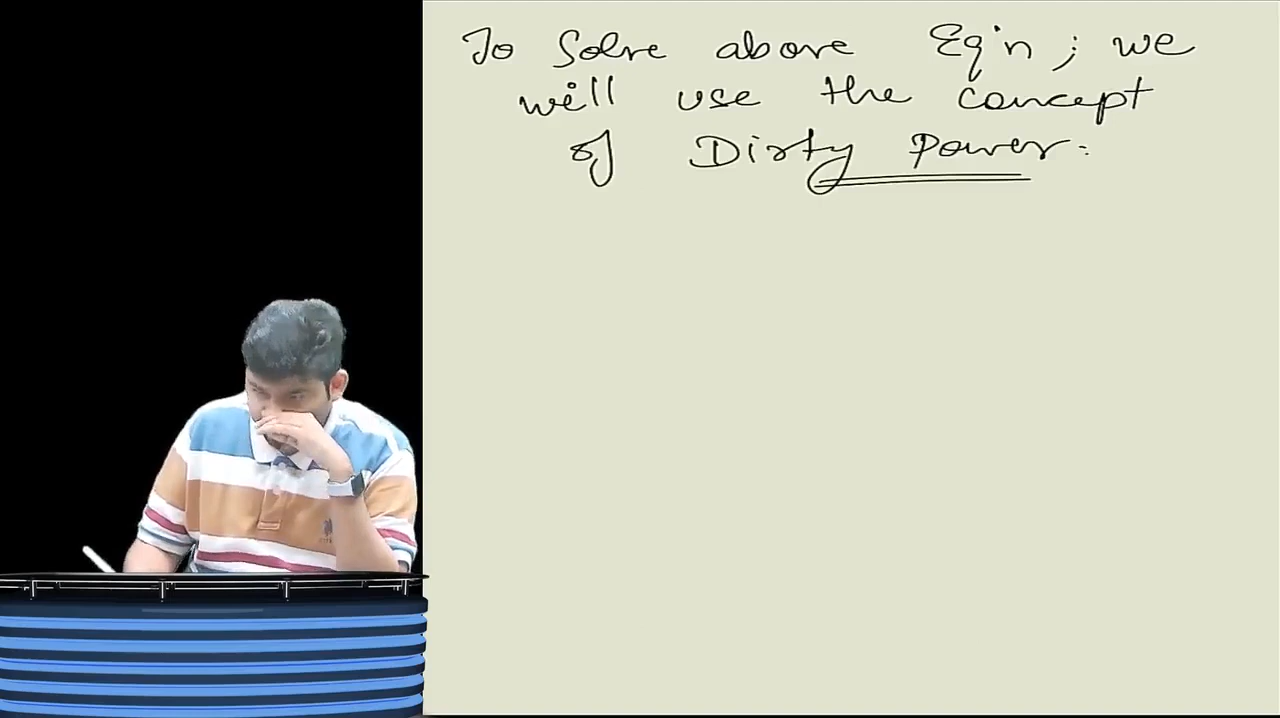 To Solve above Eq'n ; we
will use the concept
of Dirty Power :